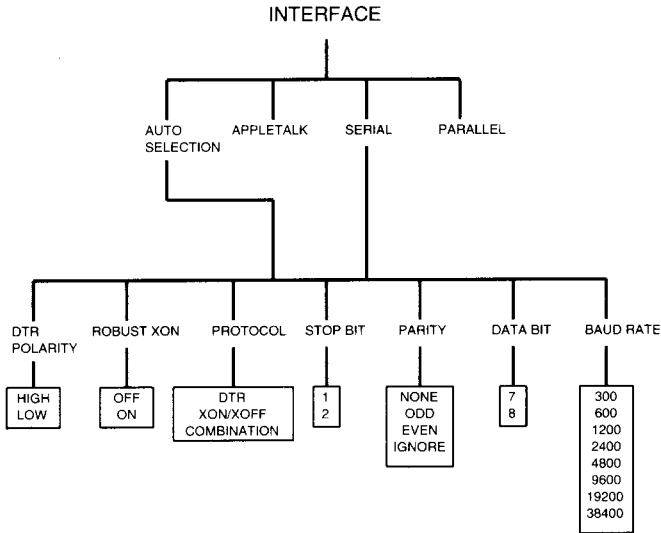 INTERFACE
AUTO
SELECTION
APPLETALK
SERIAL
PARALLEL
DTR
POLARITY
ROBUST XON
PROTOCOL
STOP BIT
PARITY
DATA BIT
BAUD RATE
HIGH
LOW
OFF
ON
DTR
XON/XOFF
COMBINATION
1
2
NONE
ODD
EVEN
IGNORE
7
8
300
600
1200
2400
4800
9600
19200
38400